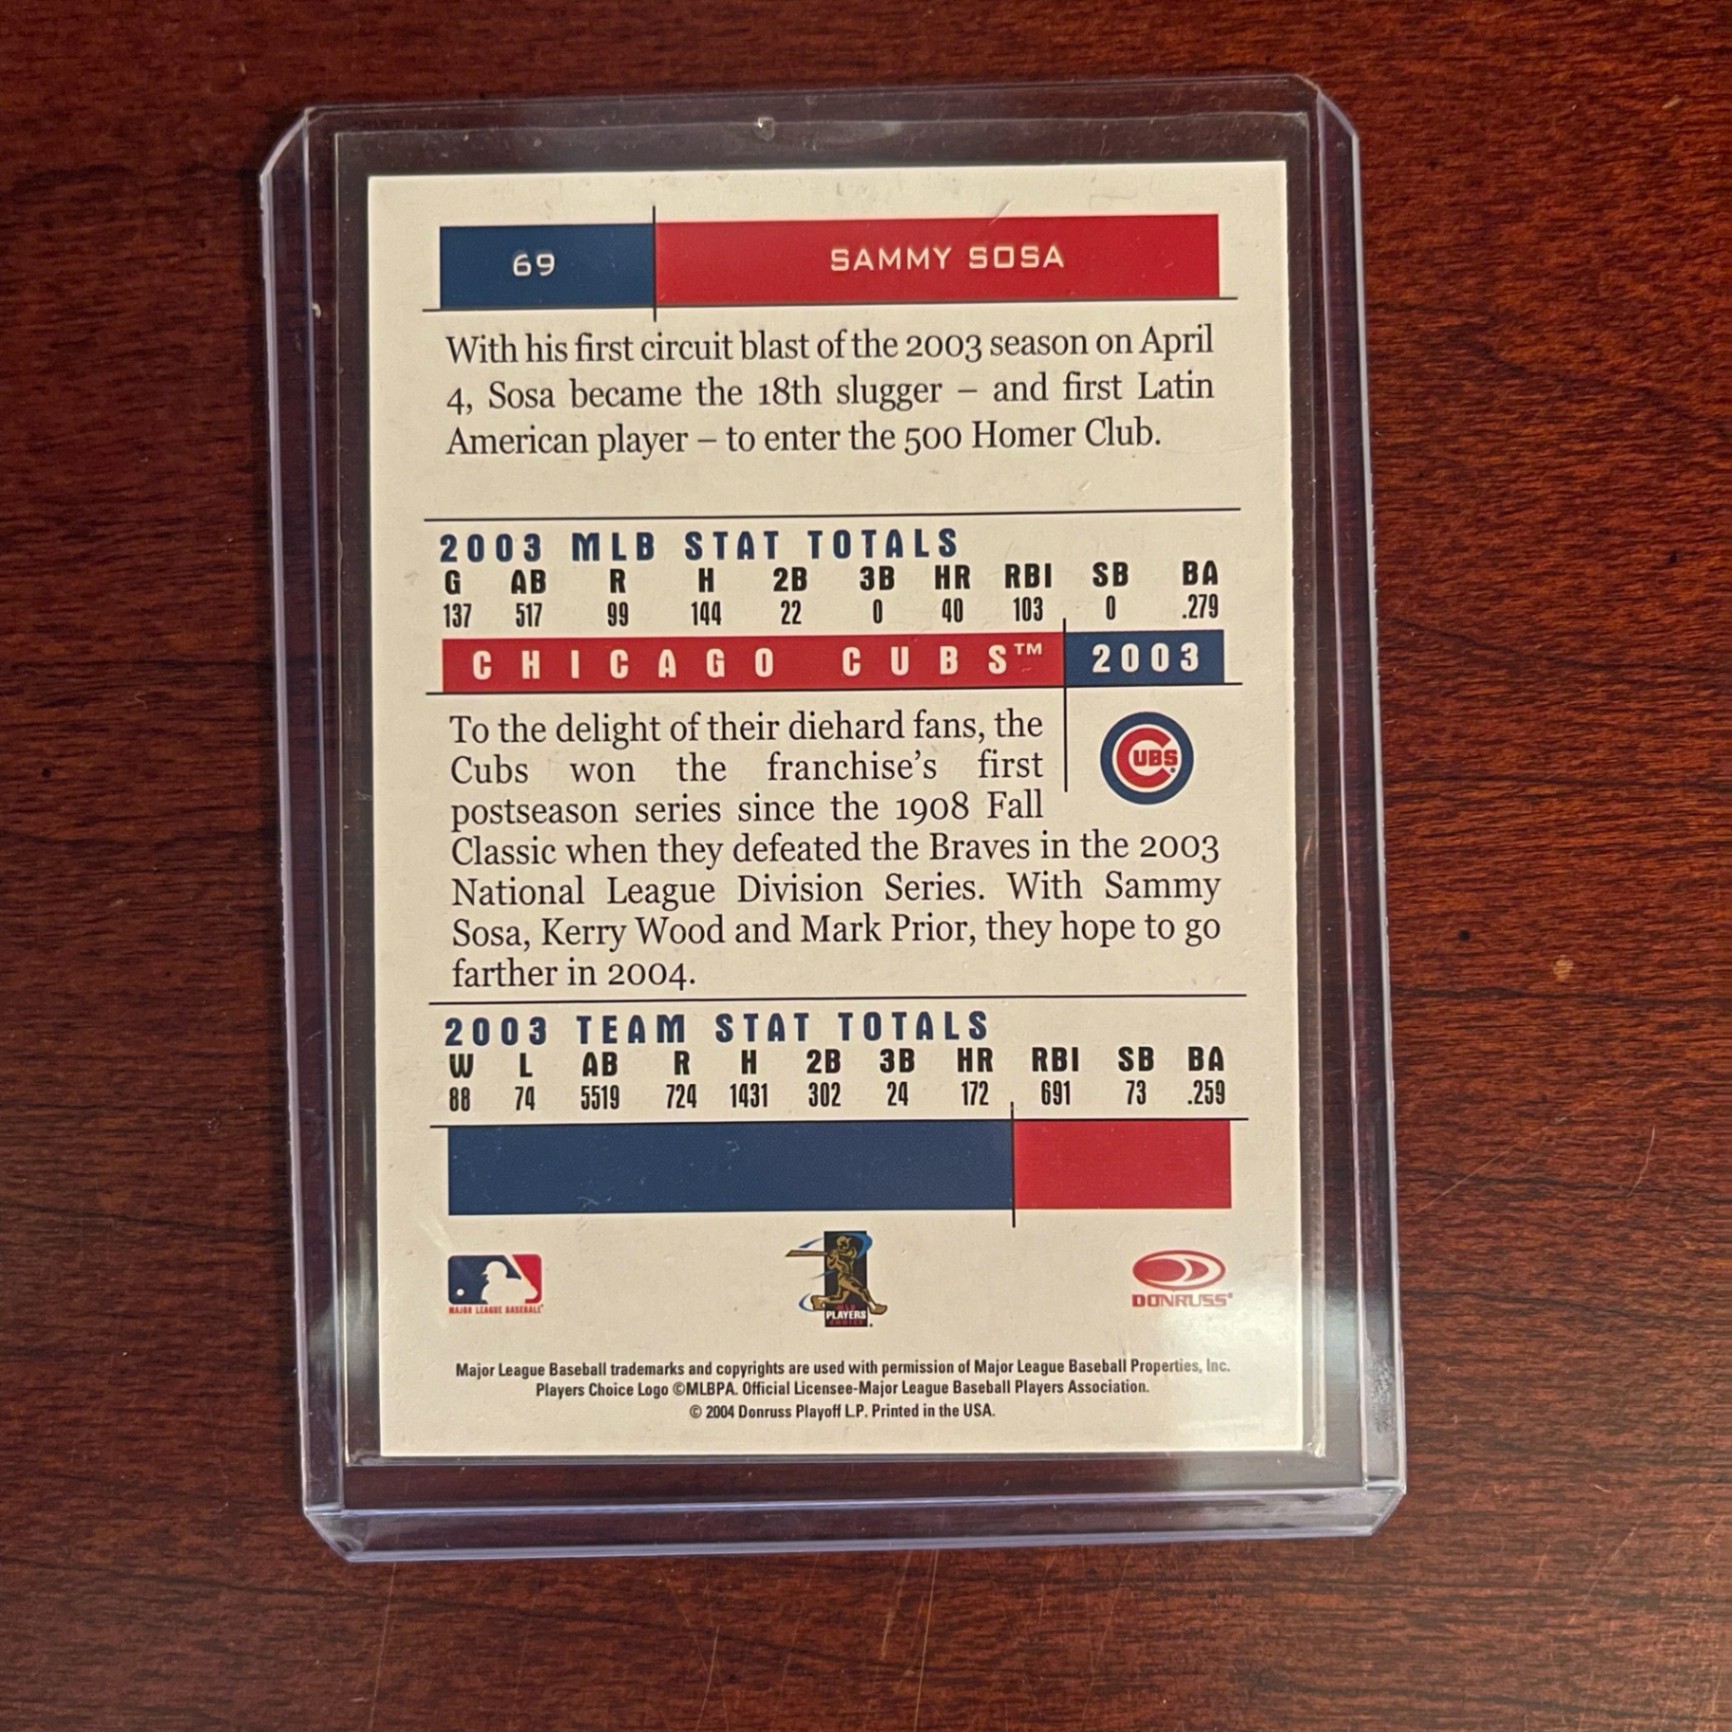 69 SAMMY SOSA
With his first circuit blast of the 2003 season on April
4, Sosa became the 18th slugger – and first Latin
American player – to enter the 500 Homer Club.
2003 MLB STAT TOTALS
G AB R H 2B 3B HR RBI SB BA
137 517 99 144 22 0 40 103 0 .279
CHICAGO CUBS™ 2003
To the delight of their diehard fans, the
Cubs won the franchise's first
postseason series since the 1908 Fall
Classic when they defeated the Braves in the 2003
National League Division Series. With Sammy
Sosa, Kerry Wood and Mark Prior, they hope to go
farther in 2004.
CUBS
2003 TEAM STAT TOTALS
W L AB R H 2B 3B HR RBI SB BA
88 74 5519 724 1431 302 24 172 691 73 .259
MAJOR LEAGUE BASEBALL
PLAYERS
DONRUSS®
Major League Baseball trademarks and copyrights are used with permission of Major League Baseball Properties, Inc.
Players Choice Logo ©MLBPA. Official Licensee-Major League Baseball Players Association.
© 2004 Donruss Playoff L.P. Printed in the USA.